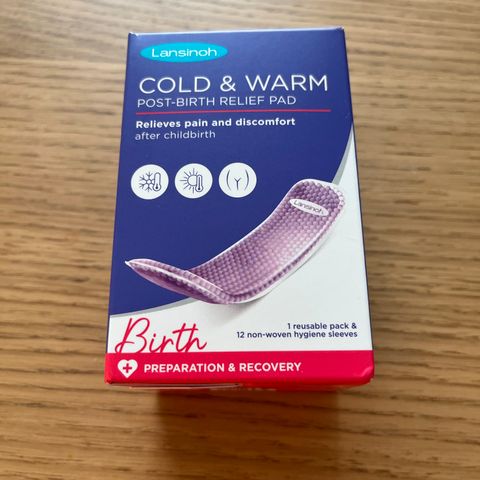 Lansinoh
COLD & WARM
POST-BIRTH RELIEF PAD
Relieves pain and discomfort
after childbirth
Lansinoh
1 reusable pack &
12 non-woven hygiene sleeves
Birth
PREPARATION & RECOVERY